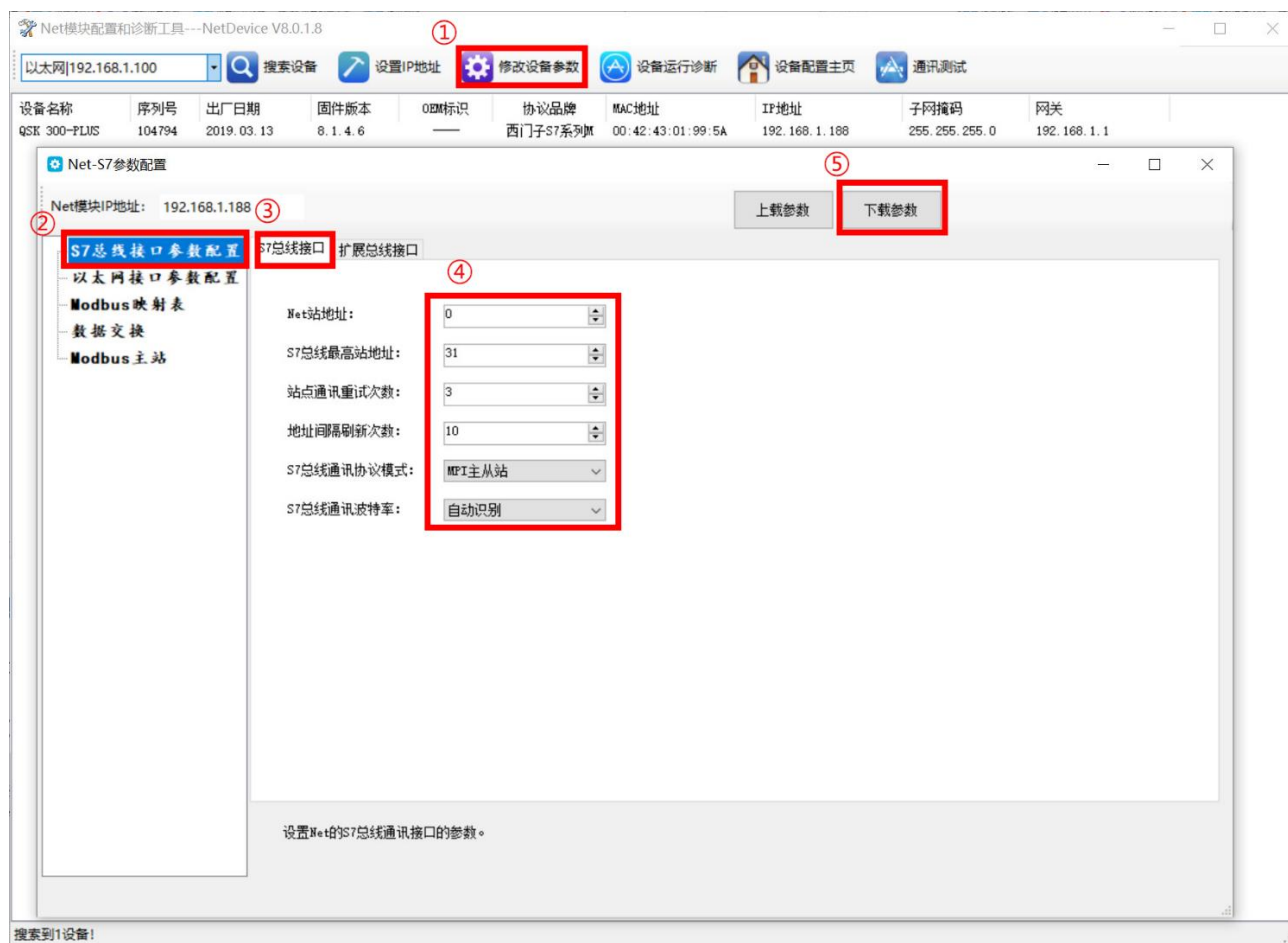 Net模块配置和诊断工具---NetDevice V8.0.1.8
①
以太网|192.168.1.100 搜索设备 设置IP地址 修改设备参数 设备运行诊断 设备配置主页 通讯测试
设备名称 序列号 出厂日期 固件版本 OEM标识 协议品牌 MAC地址 IP地址 子网掩码 网关
QSK 300-PLUS 104794 2019.03.13 8.1.4.6 —— 西门子S7系列M 00:42:43:01:99:5A 192.168.1.188 255.255.255.0 192.168.1.1
Net-S7参数配置
⑤
Net模块IP地址: 192.168.1.188 上载参数 下载参数
② ③
S7总线接口参数配置
以太网接口参数配置
Modbus映射表
数据交换
Modbus主站
S7总线接口 扩展总线接口
④
Net站地址: 0
S7总线最高站地址: 31
站点通讯重试次数: 3
地址间隔刷新次数: 10
S7总线通讯协议模式: MPI主从站
S7总线通讯波特率: 自动识别
设置Net的S7总线通讯接口的参数。
搜索到1设备!